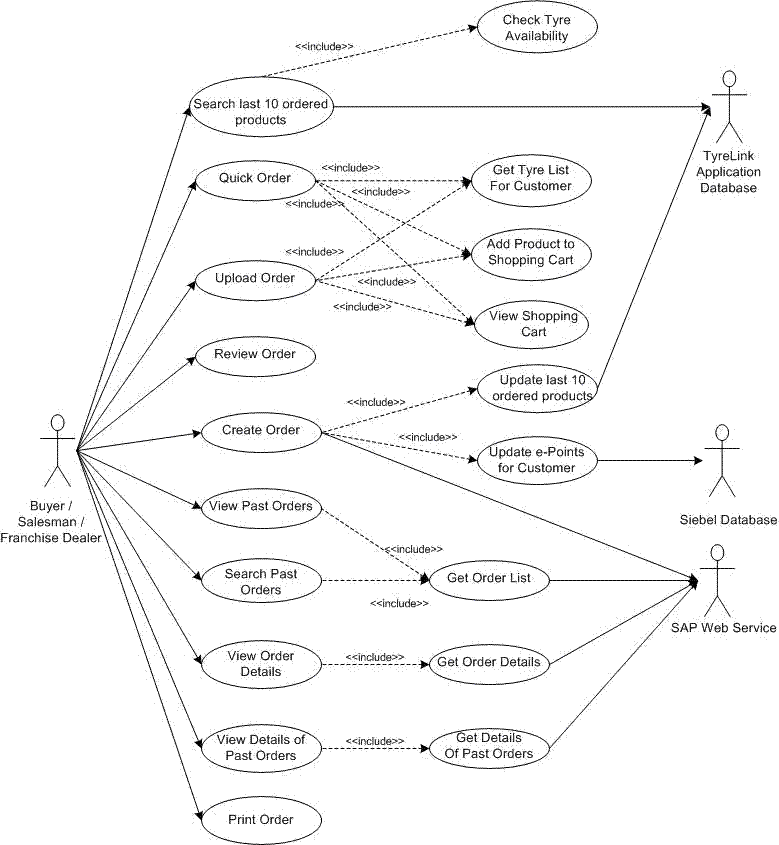 Check Tyre
Availability
<<include>>
Search last 10 ordered
products
TyreLink
Application
Database
Quick Order
<<include>>
<<include>>
<<include>>
Get Tyre List
For Customer
Add Product to
Shopping Cart
Upload Order
<<include>>
<<include>>
<<include>>
View Shopping
Cart
Review Order
Update last 10
ordered products
<<include>>
Create Order
<<include>>
Update e-Points
for Customer
Siebel Database
Buyer /
Salesman /
Franchise Dealer
View Past Orders
<<include>>
Search Past
Orders
<<include>>
Get Order List
SAP Web Service
View Order
Details
<<include>>
Get Order Details
View Details of
Past Orders
<<include>>
Get Details
Of Past Orders
Print Order